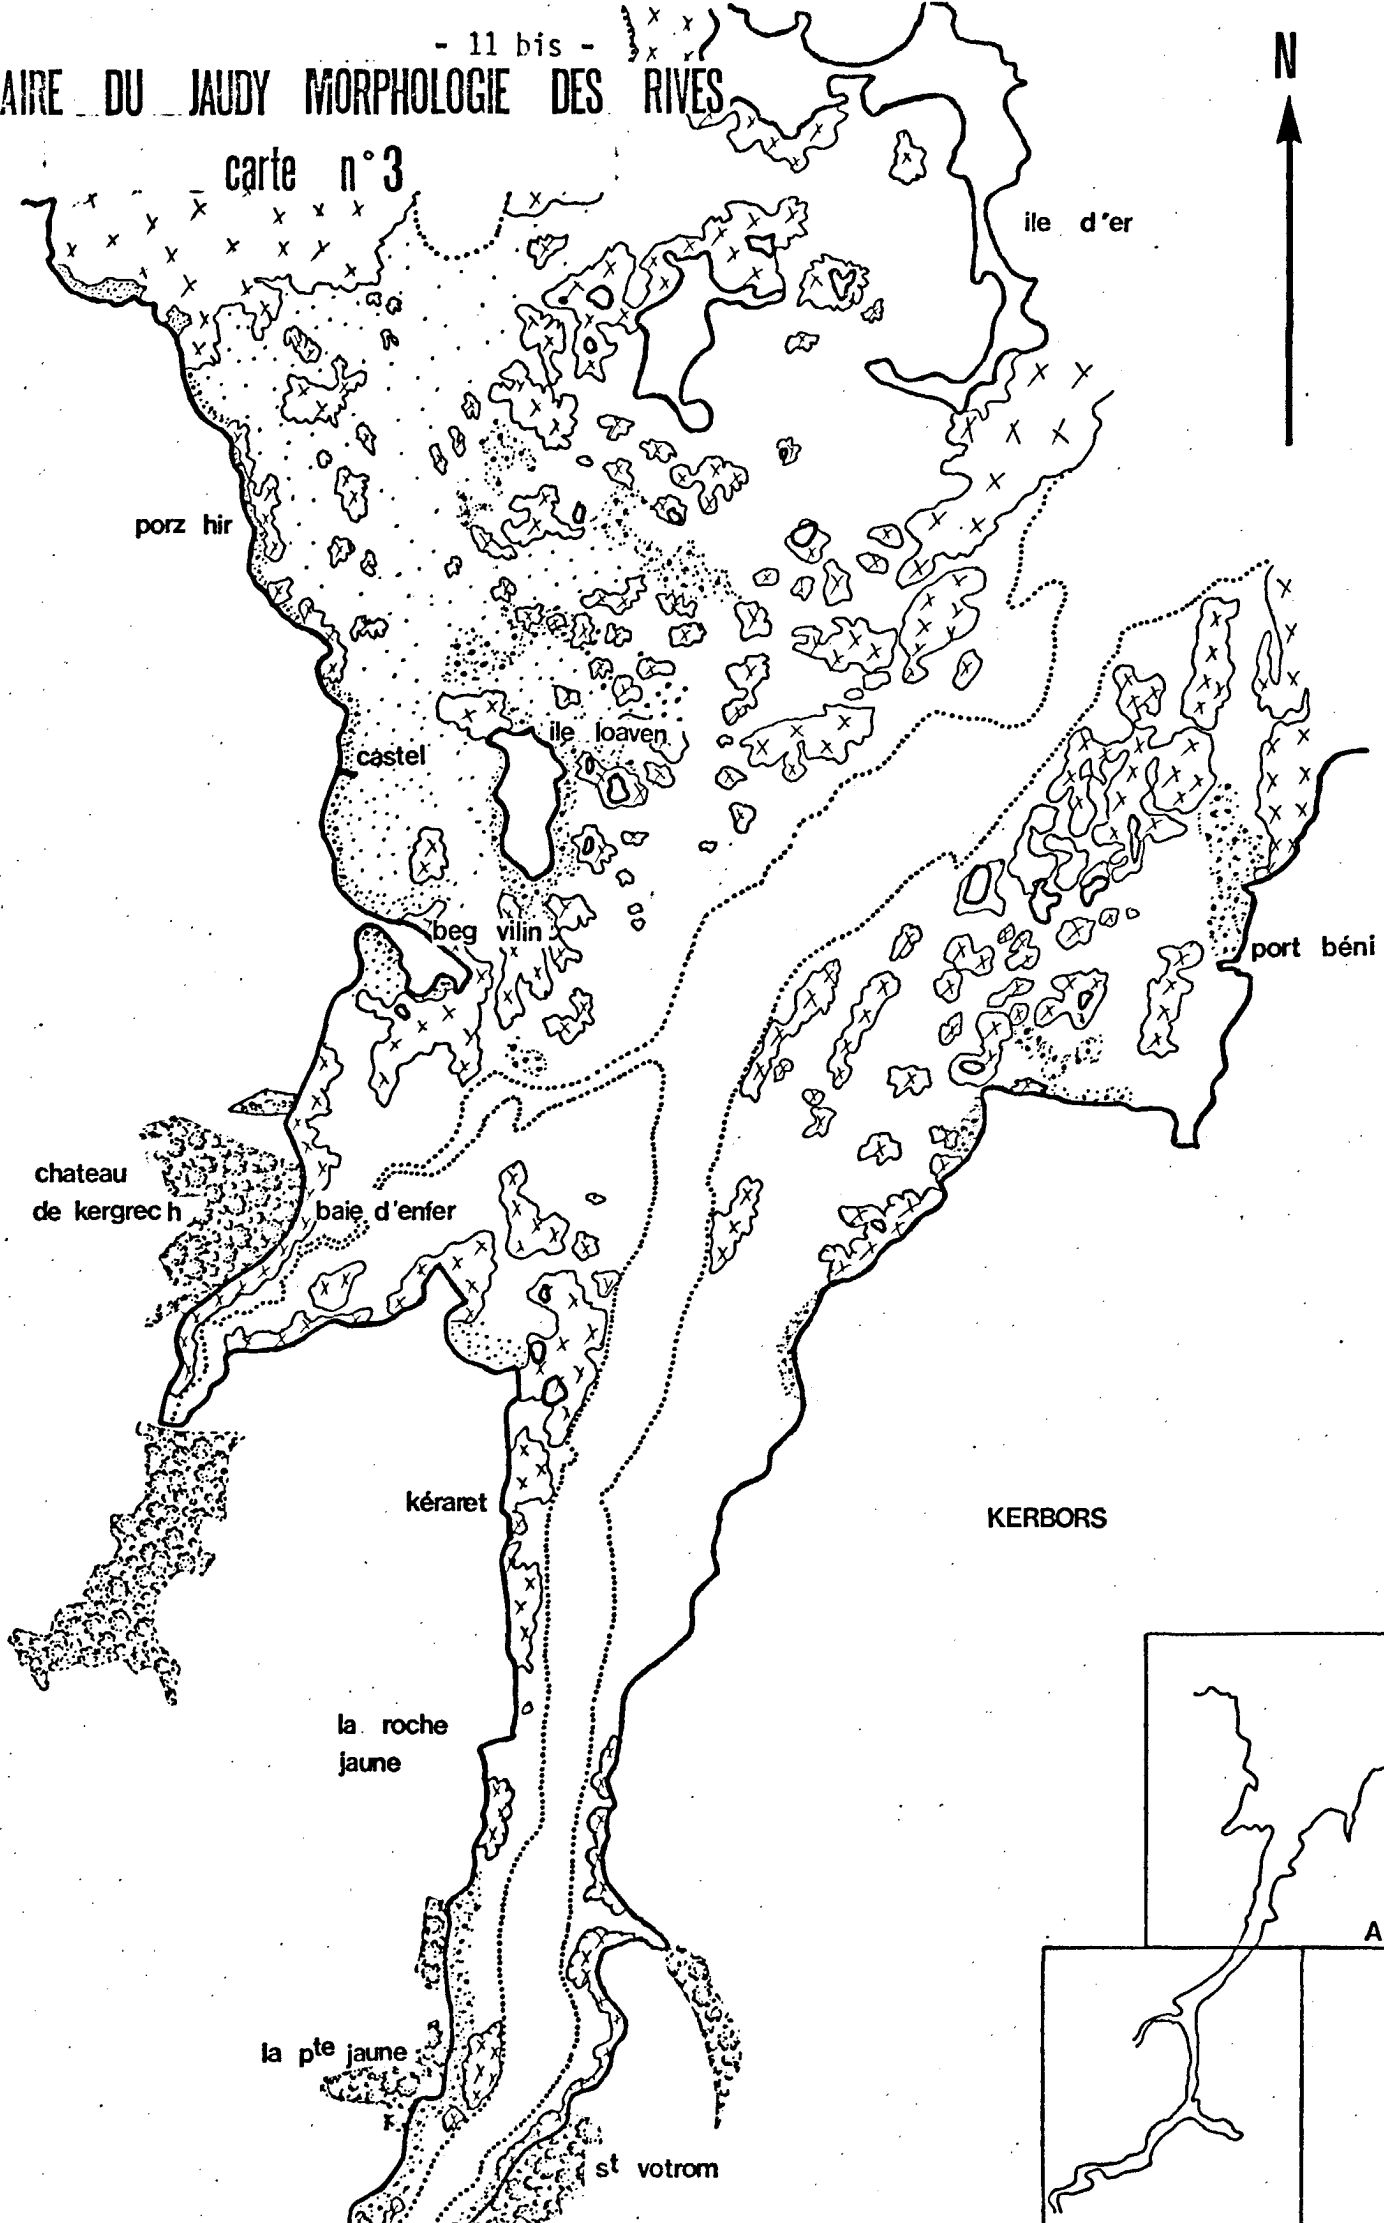 - 11 bis -
AIRE DU JAUDY MORPHOLOGIE DES RIVES
carte n°3
N
ile d'er
porz hir
ile loaven
castel
beg vilin
port béni
chateau
de kergrech
baie d'enfer
kéraret
KERBORS
la roche
jaune
A
la pte jaune
st votrom